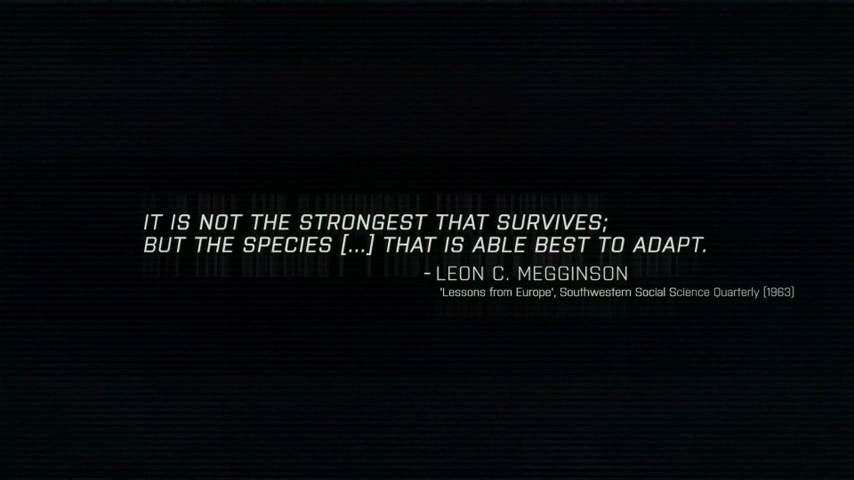 IT IS NOT THE STRONGEST THAT SURVIVES;
BUT THE SPECIES [...] THAT IS ABLE BEST TO ADAPT.
- LEON C. MEGGINSON
'Lessons from Europe', Southwestern Social Science Quarterly (1963)